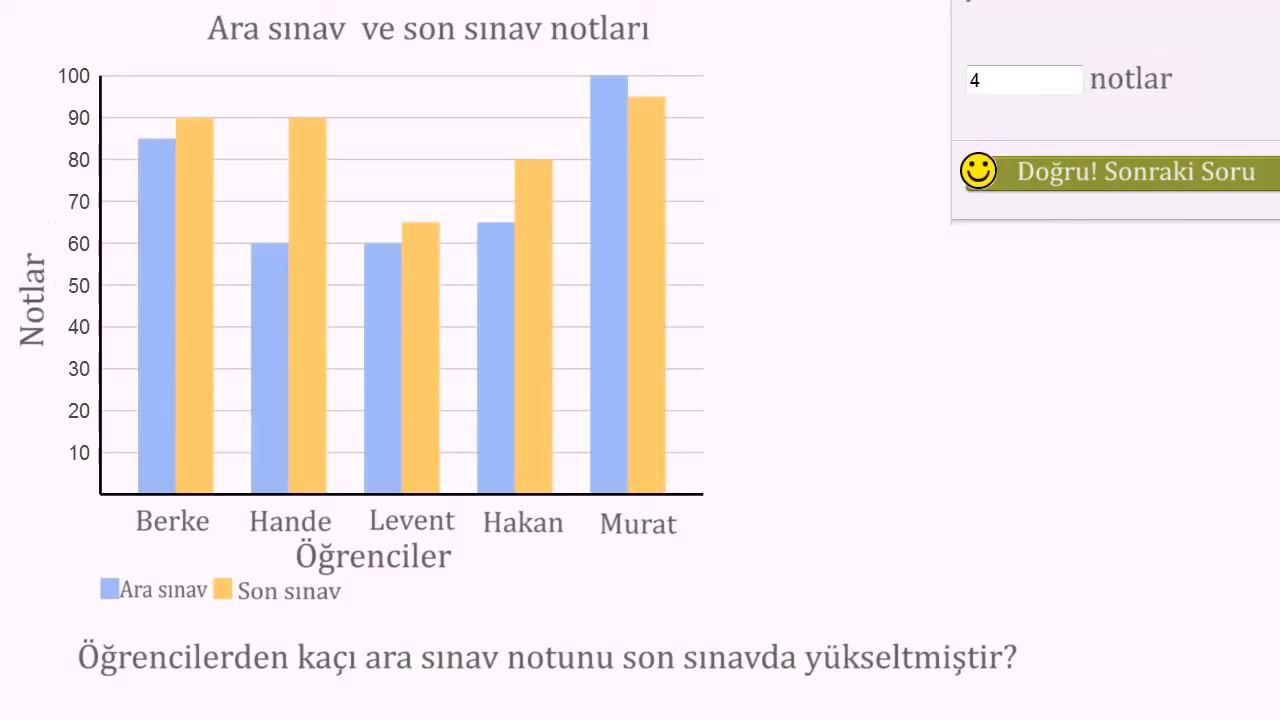 Ara sınav ve son sınav notları
100
90
80
70
60
50
40
30
20
10
Notlar
Berke Hande Levent Hakan Murat
Öğrenciler
Ara sınav Son sınav
Öğrencilerden kaçı ara sınav notunu son sınavda yükseltmiştir?
4 notlar
Doğru! Sonraki Soru